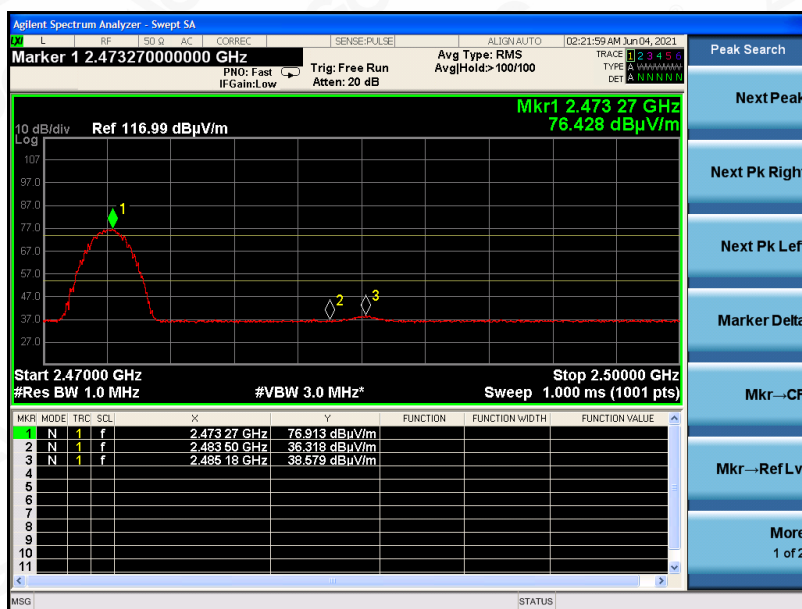 Agilent Spectrum Analyzer - Swept SA
LXI L RF 50 Ω AC CORREC SENSE:PULSE ALIGN AUTO 02:21:59 AM Jun 04, 2021
Marker 1 2.473270000000 GHz
PNO: Fast
IFGain:Low
Trig: Free Run
Atten: 20 dB
Avg Type: RMS
Avg|Hold:>100/100
TRACE 1 2 3 4 5 6
TYPE A WWWWW
DET A N N N N N
Mkr1 2.473 27 GHz
76.428 dBµV/m
10 dB/div Ref 116.99 dBµV/m
Log
107
97.0
87.0
77.0
67.0
57.0
47.0
37.0
27.0
1
2
3
Start 2.47000 GHz Stop 2.50000 GHz
#Res BW 1.0 MHz #VBW 3.0 MHz* Sweep 1.000 ms (1001 pts)
MKR MODE TRC SCL X Y FUNCTION FUNCTION WIDTH FUNCTION VALUE
1 N 1 f 2.473 27 GHz 76.913 dBµV/m
2 N 1 f 2.483 50 GHz 36.318 dBµV/m
3 N 1 f 2.485 18 GHz 38.579 dBµV/m
4
5
6
7
8
9
10
11
MSG STATUS
Peak Search
Next Peak
Next Pk Right
Next Pk Left
Marker Delta
Mkr→CF
Mkr→Ref Lv
More
1 of 2